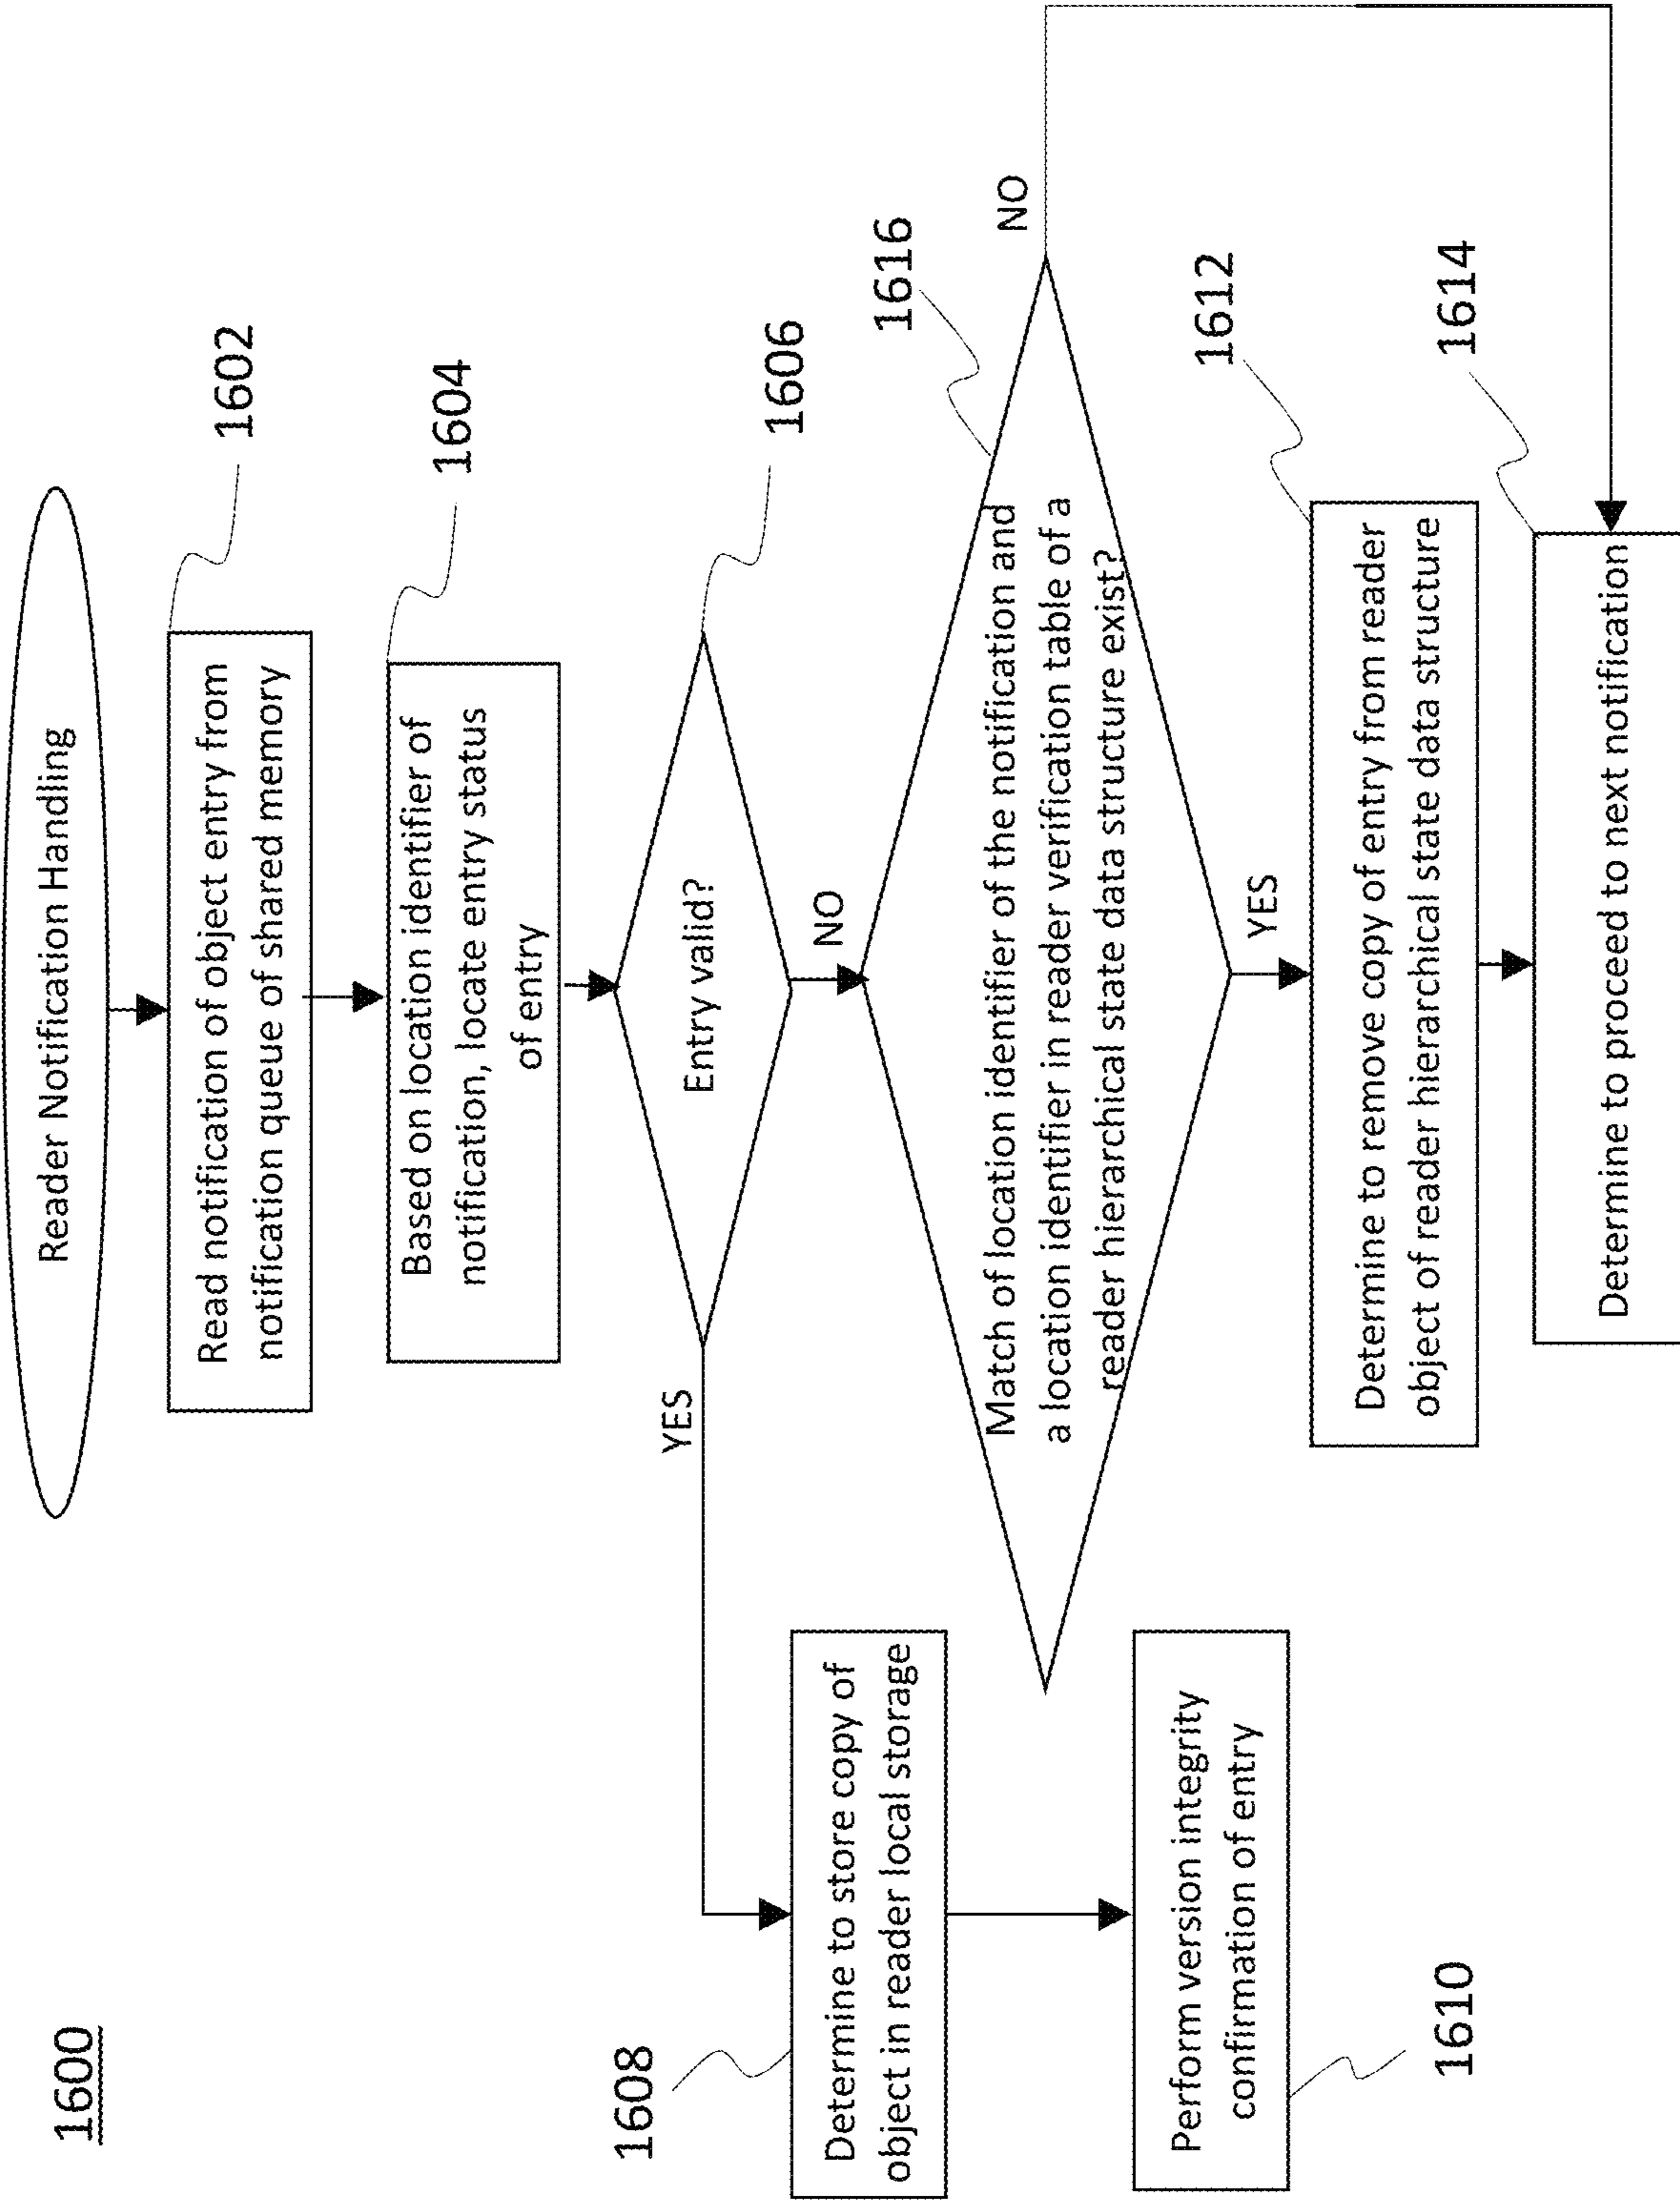 1600
Reader Notification Handling
1602
Read notification of object entry from
notification queue of shared memory
1604
Based on location identifier of
notification, locate entry status
of entry
1606
Entry valid?
YES
NO
1608
Determine to store copy of
object in reader local storage
1610
Perform version integrity
confirmation of entry
1616
Match of location identifier of the notification and
a location identifier in reader verification table of a
reader hierarchical state data structure exist?
NO
YES
1612
Determine to remove copy of entry from reader
object of reader hierarchical state data structure
1614
Determine to proceed to next notification